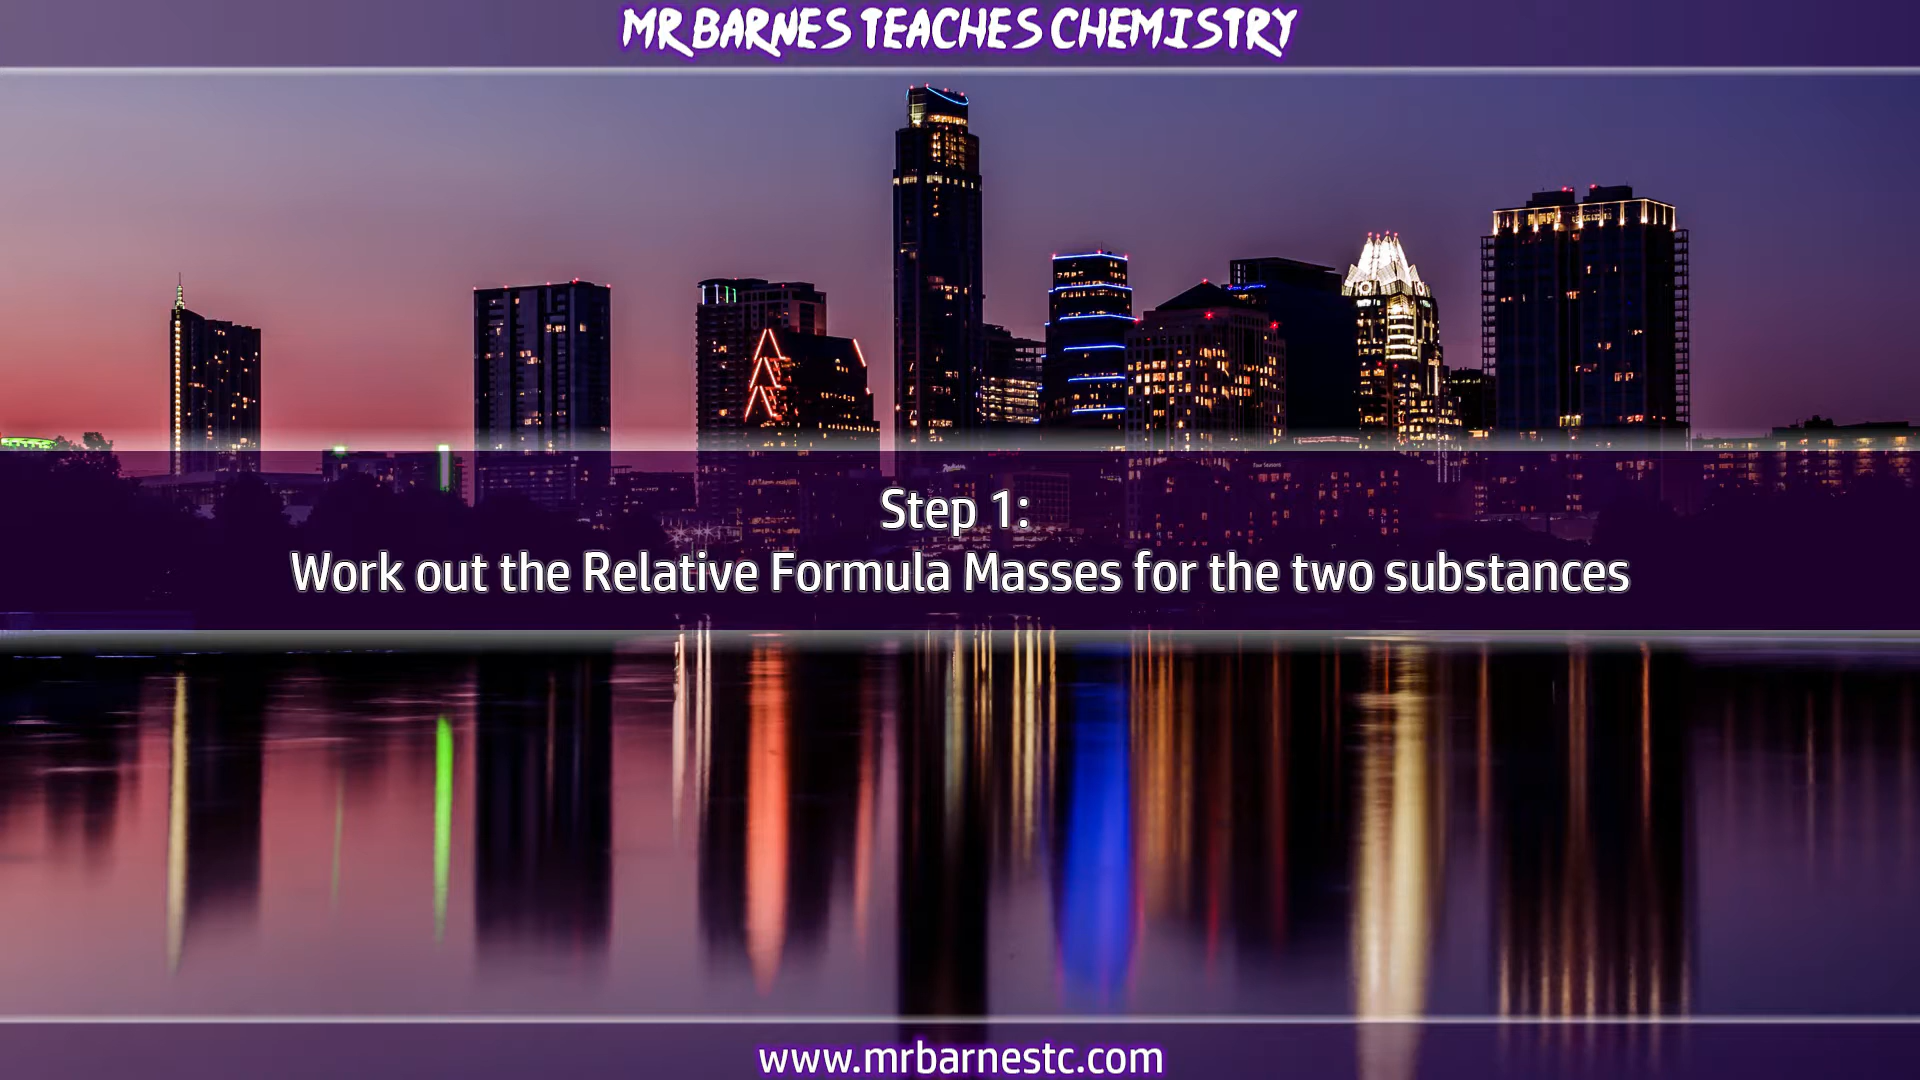 MR BARNES TEACHES CHEMISTRY
Step 1:
Work out the Relative Formula Masses for the two substances
www.mrbarnestc.com